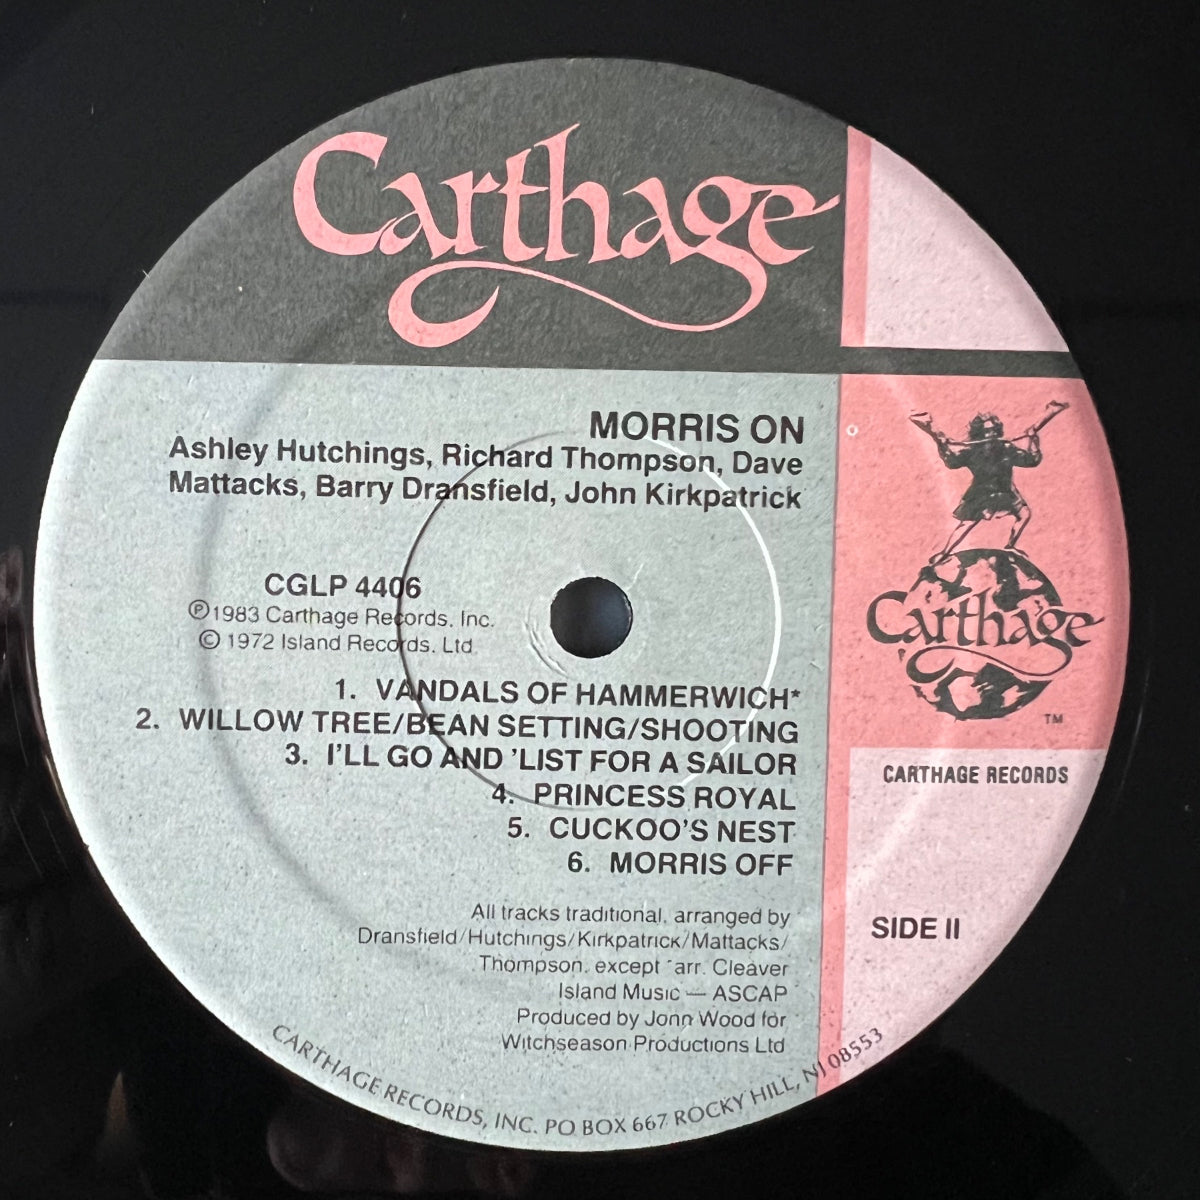 Carthage
MORRIS ON
Ashley Hutchings, Richard Thompson, Dave
Mattacks, Barry Dransfield, John Kirkpatrick
CGLP 4406
Ⓟ1983 Carthage Records. Inc.
© 1972 Island Records. Ltd
1. VANDALS OF HAMMERWICH*
2. WILLOW TREE/BEAN SETTING/SHOOTING
3. I'LL GO AND 'LIST FOR A SAILOR
4. PRINCESS ROYAL
5. CUCKOO'S NEST
6. MORRIS OFF
All tracks traditional, arranged by
Dransfield/Hutchings/Kirkpatrick/Mattacks/
Thompson. except *arr. Cleaver
Island Music — ASCAP
Produced by John Wood for
Witchseason Productions Ltd
Carthage
TM
CARTHAGE RECORDS
SIDE II
CARTHAGE RECORDS, INC. PO BOX 667 ROCKY HILL, NJ 08553